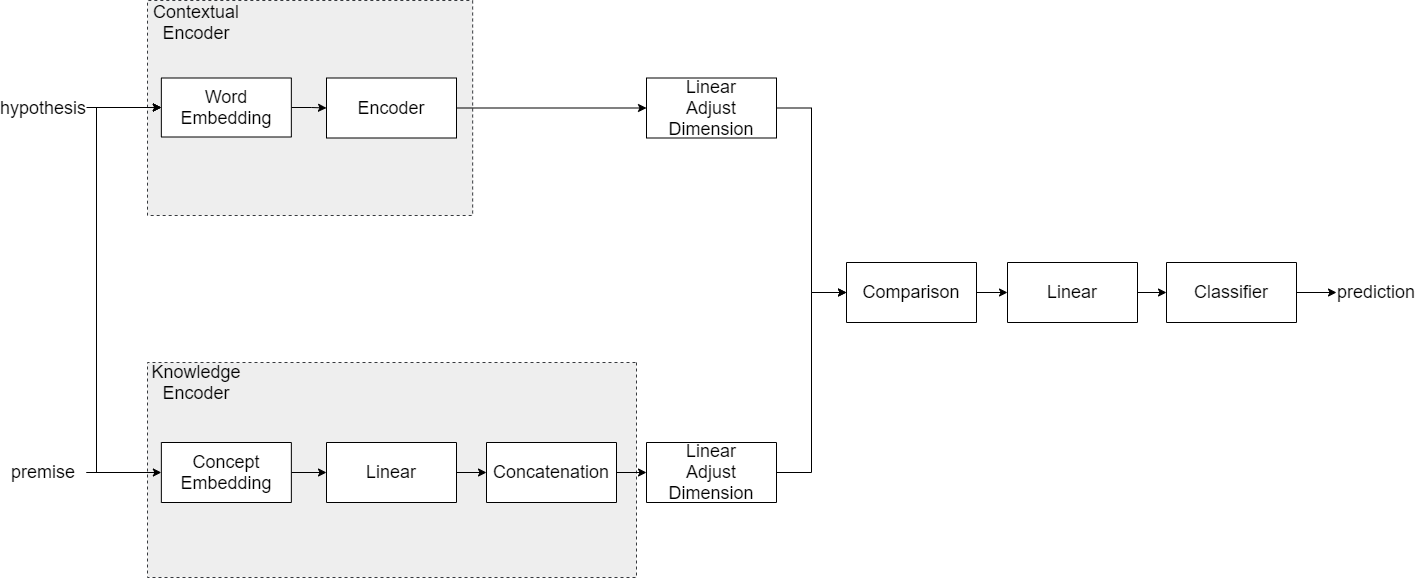 Contextual
Encoder
hypothesis
Word
Embedding
Encoder
Linear
Adjust
Dimension
Comparison
Linear
Classifier
prediction
Knowledge
Encoder
premise
Concept
Embedding
Linear
Concatenation
Linear
Adjust
Dimension